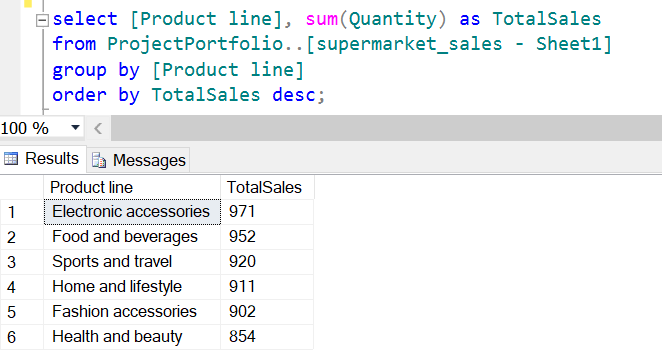 select [Product line], sum(Quantity) as TotalSales
from ProjectPortfolio..[supermarket_sales - Sheet1]
group by [Product line]
order by TotalSales desc;
100 %
Results Messages
Product line TotalSales
1 Electronic accessories 971
2 Food and beverages 952
3 Sports and travel 920
4 Home and lifestyle 911
5 Fashion accessories 902
6 Health and beauty 854